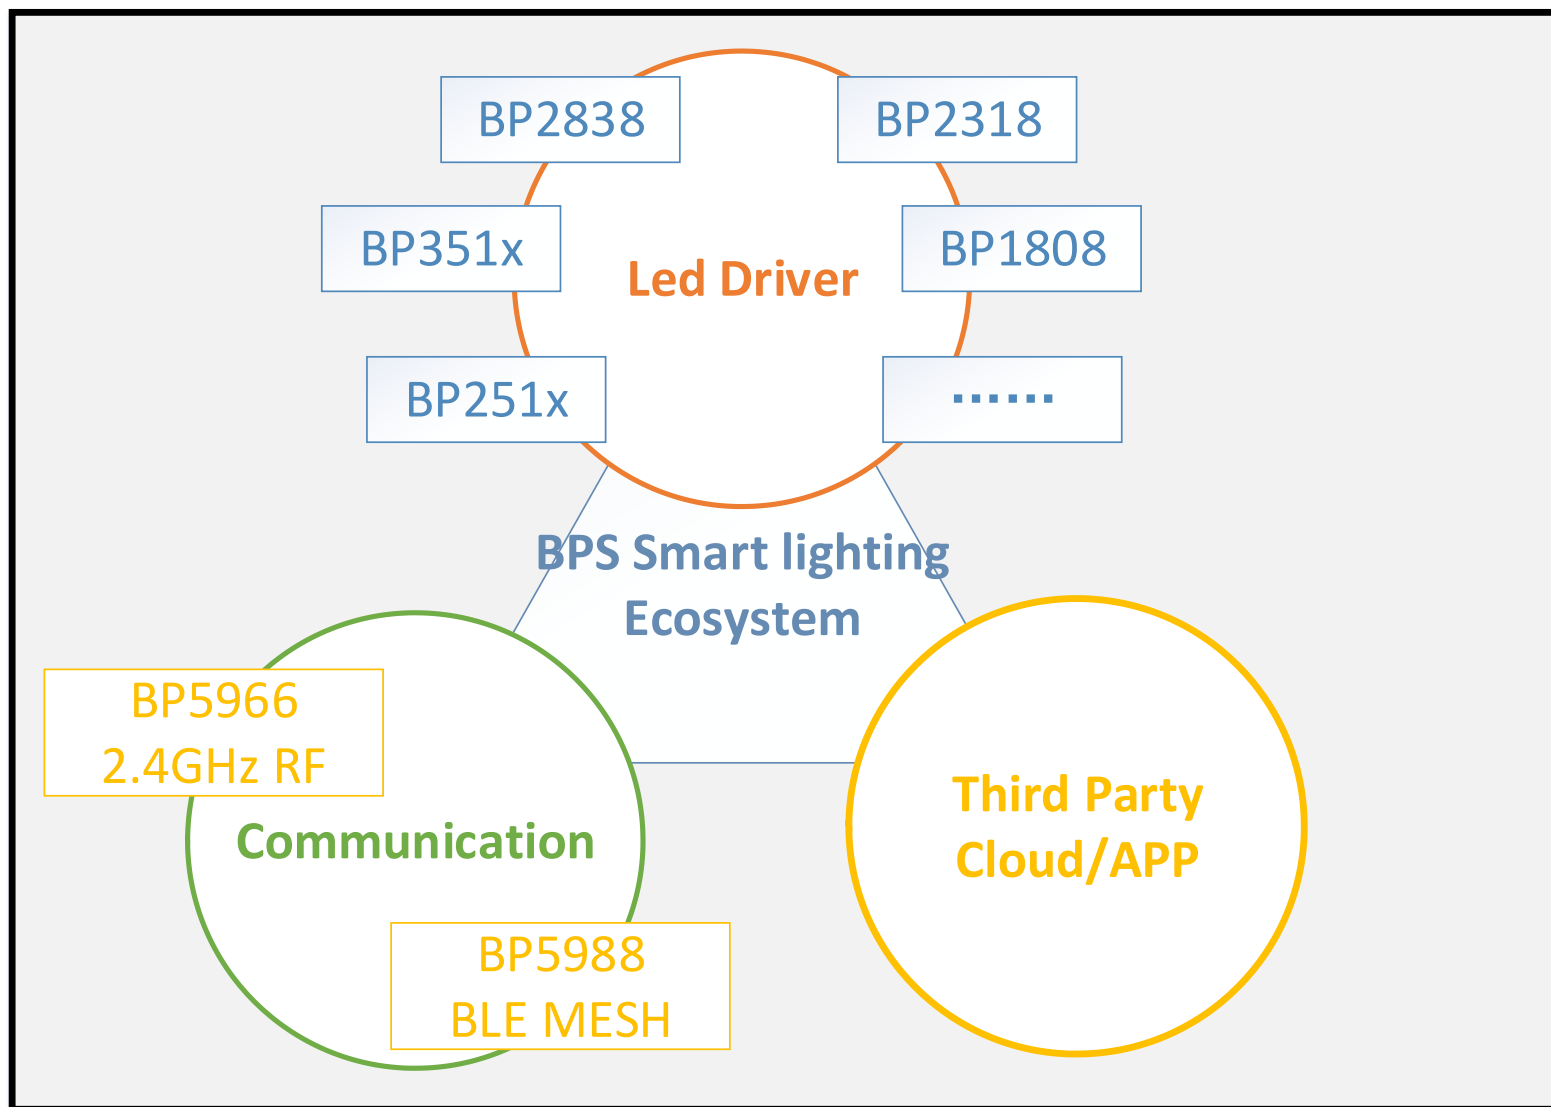 BP2838
BP2318
BP351x
BP1808
Led Driver
BP251x
......
BPS Smart lighting
Ecosystem
BP5966
2.4GHz RF
Communication
Third Party
Cloud/APP
BP5988
BLE MESH